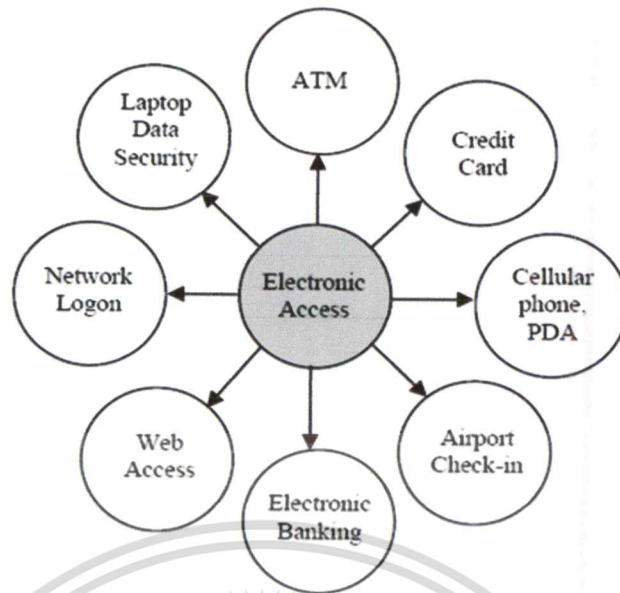 ATM
Laptop
Data
Security
Credit
Card
Network
Logon
Electronic
Access
Cellular
phone,
PDA
Web
Access
Airport
Check-in
Electronic
Banking